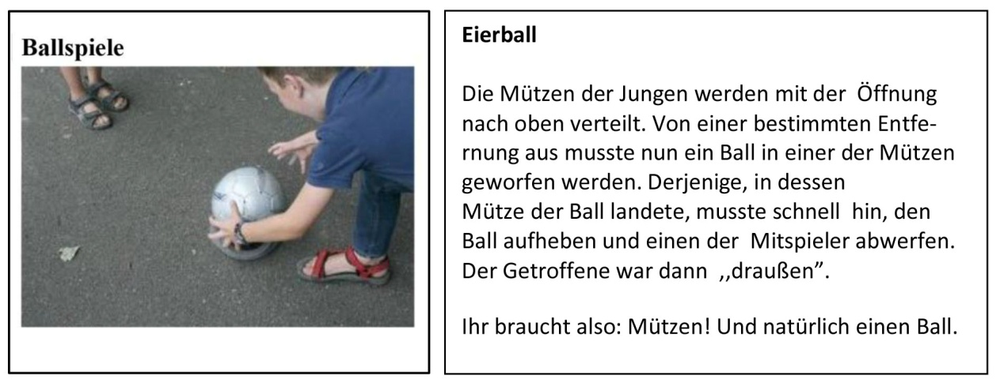 Ballspiele
Eierball
Die Mützen der Jungen werden mit der Öffnung
nach oben verteilt. Von einer bestimmten Entfe-
rnung aus musste nun ein Ball in einer der Mützen
geworfen werden. Derjenige, in dessen
Mütze der Ball landete, musste schnell hin, den
Ball aufheben und einen der Mitspieler abwerfen.
Der Getroffene war dann ,,draußen”.
Ihr braucht also: Mützen! Und natürlich einen Ball.